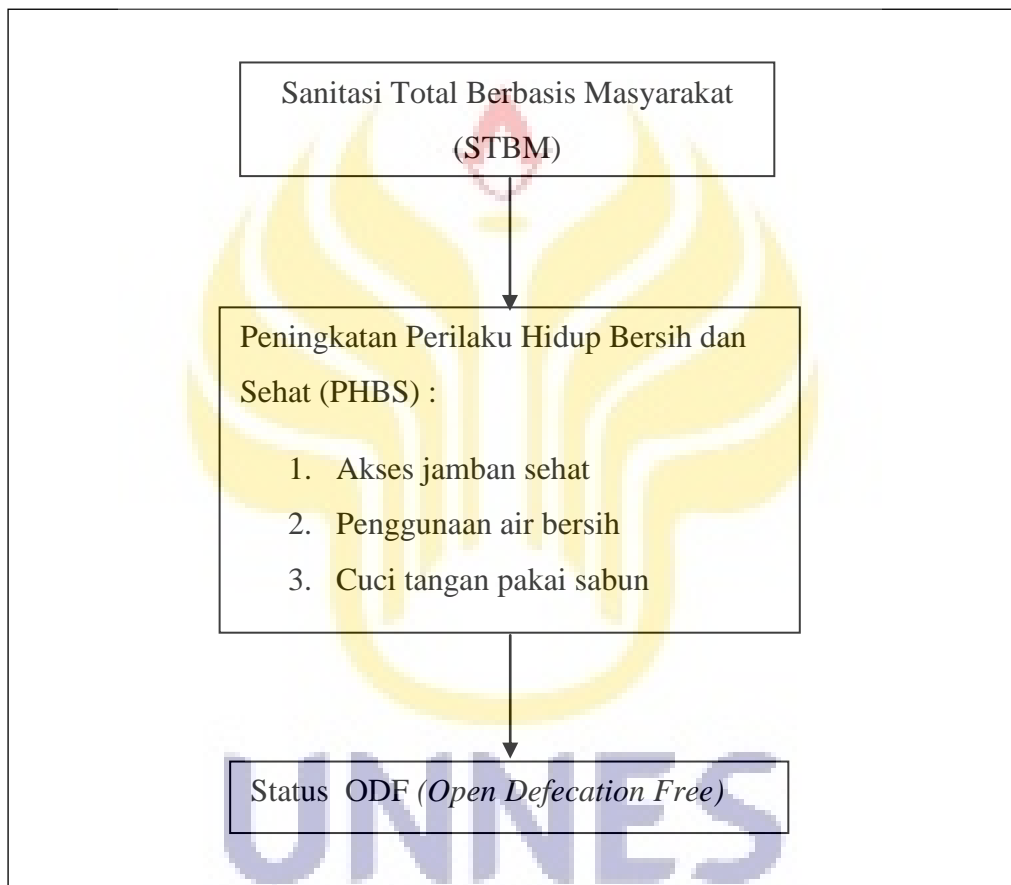 Sanitasi Total Berbasis Masyarakat
(STBM)
Peningkatan Perilaku Hidup Bersih dan
Sehat (PHBS) :
1. Akses jamban sehat
2. Penggunaan air bersih
3. Cuci tangan pakai sabun
Status ODF (Open Defecation Free)
UNNES